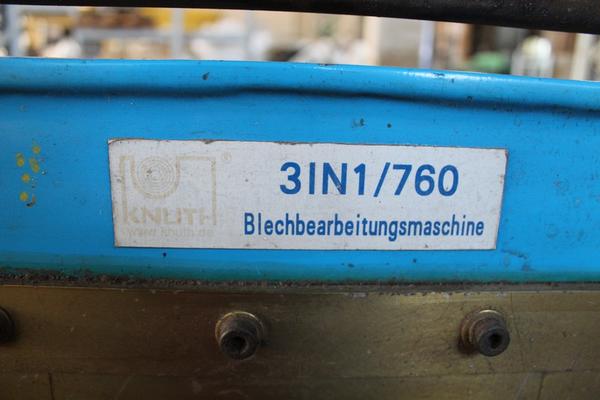 KNUTH
www.knuth.de
3IN1/760
Blechbearbeitungsmaschine